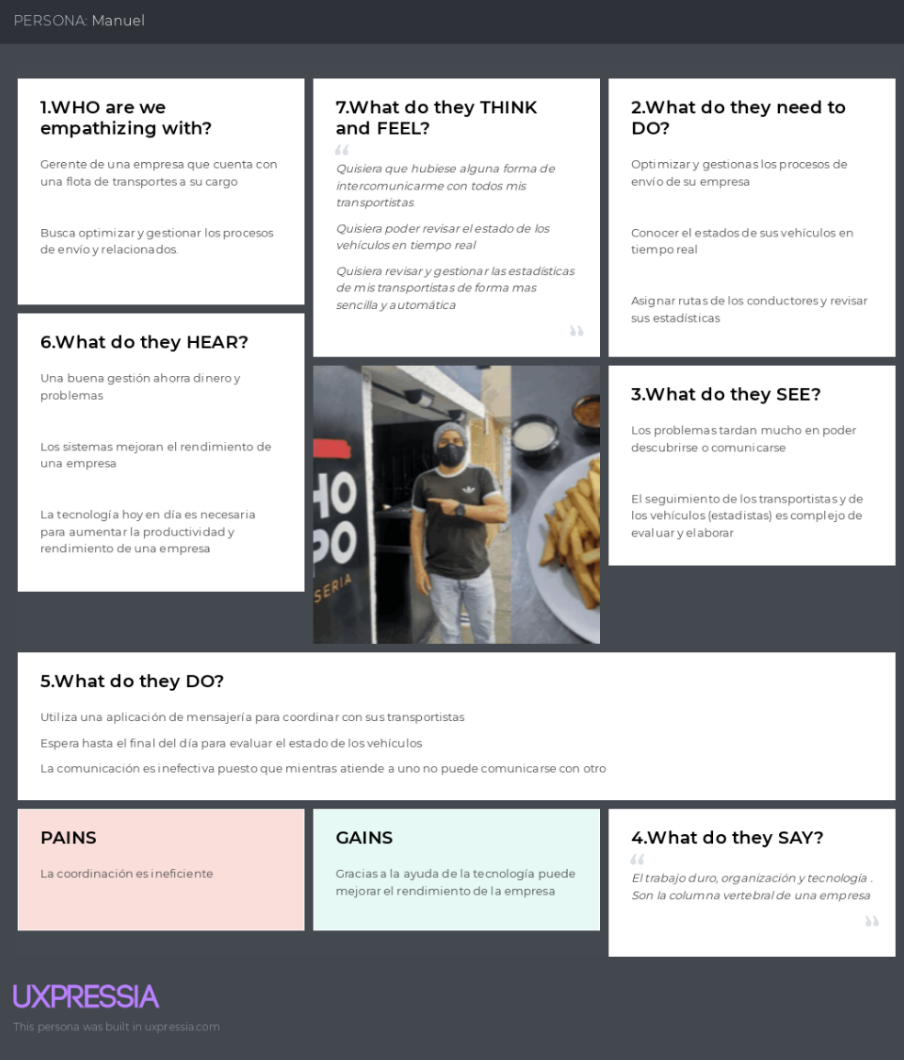 PERSONA: Manuel
1.WHO are we
empathizing with?
Gerente de una empresa que cuenta con
una flota de transportes a su cargo
Busca optimizar y gestionar los procesos
de envío y relacionados.
7.What do they THINK
and FEEL?
“
Quisiera que hubiese alguna forma de
intercomunicarme con todos mis
transportistas
Quisiera poder revisar el estado de los
vehículos en tiempo real
Quisiera revisar y gestionar las estadísticas
de mis transportistas de forma mas
sencilla y automática
”
2.What do they need to
DO?
Optimizar y gestionas los procesos de
envío de su empresa
Conocer el estados de sus vehículos en
tiempo real
Asignar rutas de los conductores y revisar
sus estadísticas
6.What do they HEAR?
Una buena gestión ahorra dinero y
problemas
Los sistemas mejoran el rendimiento de
una empresa
La tecnología hoy en día es necesaria
para aumentar la productividad y
rendimiento de una empresa
HO
PO
SERIA
3.What do they SEE?
Los problemas tardan mucho en poder
descubrirse o comunicarse
El seguimiento de los transportistas y de
los vehículos (estadistas) es complejo de
evaluar y elaborar
5.What do they DO?
Utiliza una aplicación de mensajería para coordinar con sus transportistas
Espera hasta el final del día para evaluar el estado de los vehículos
La comunicación es inefectiva puesto que mientras atiende a uno no puede comunicarse con otro
PAINS
La coordinación es ineficiente
GAINS
Gracias a la ayuda de la tecnología puede
mejorar el rendimiento de la empresa
4.What do they SAY?
“
El trabajo duro, organización y tecnología .
Son la columna vertebral de una empresa
”
UXPRESSIA
This persona was built in uxpressia.com